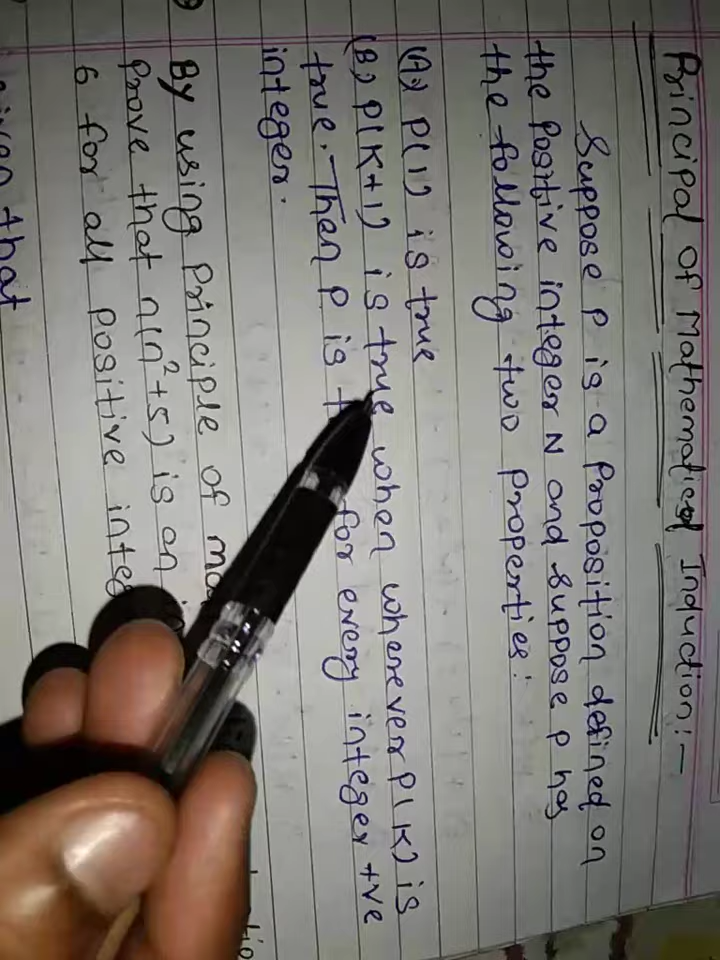 Principal of Mathematical Induction :-
Suppose P is a proposition defined on
the Positive integer N and suppose P has
the following two properties :
(A) P(1) is true
(B) P(K+1) is true when whenever P(K) is
true. Then P is for every integer +ve
integer.
By using Principle of
Prove that n(n²+5) is an
6 for all positive
that